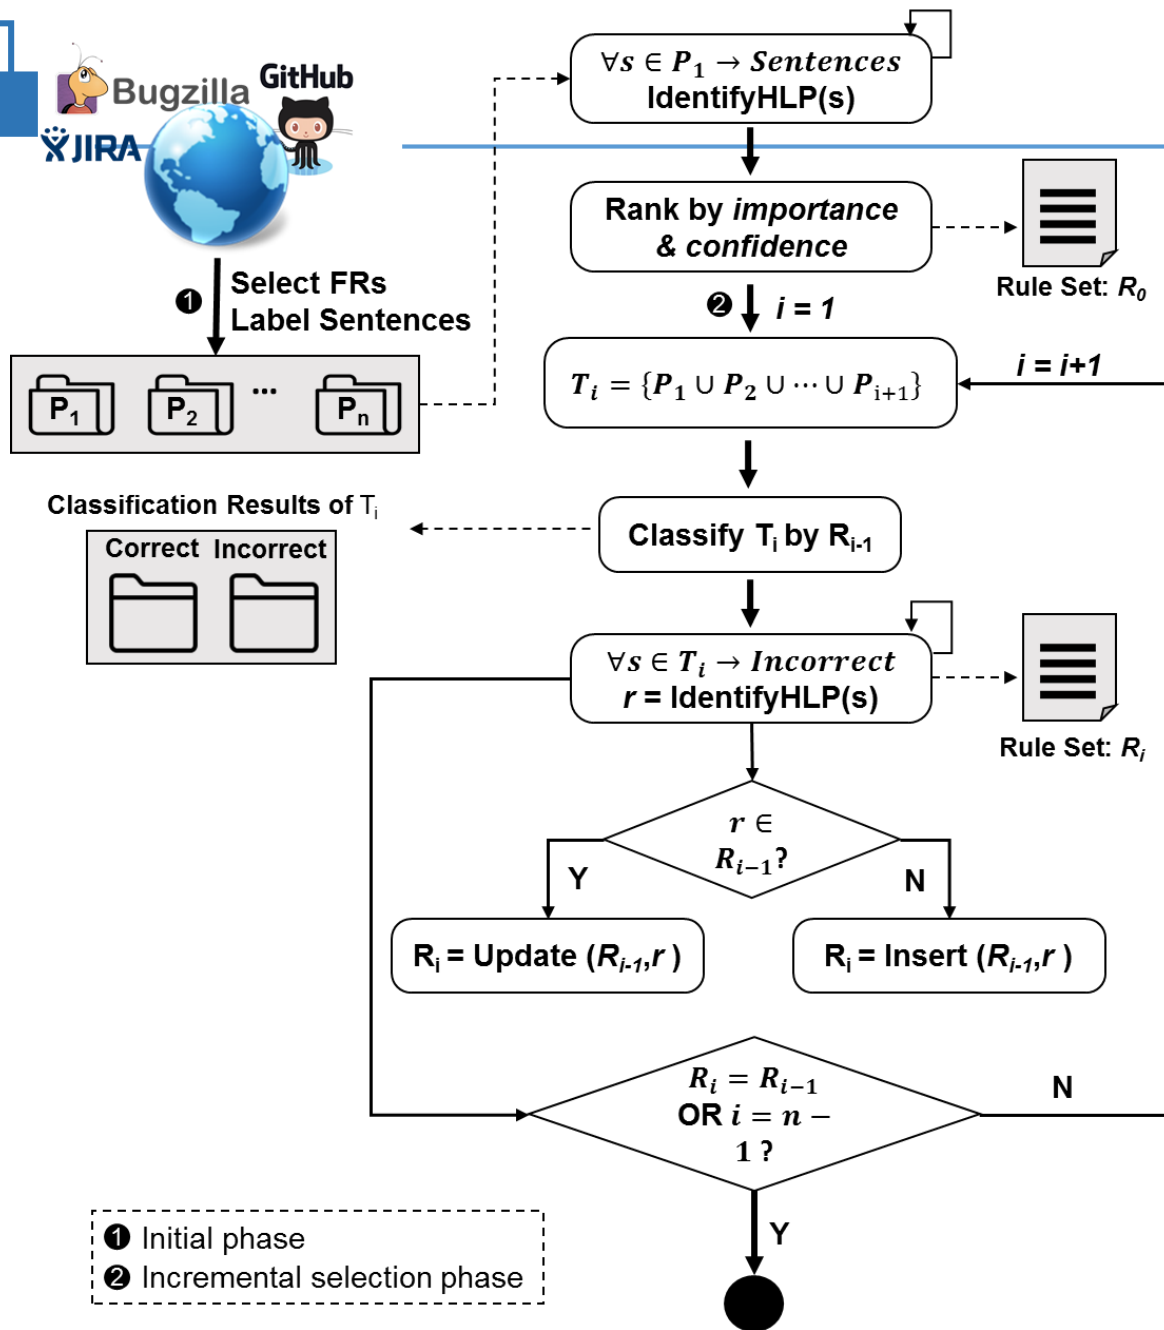 Bugzilla
GitHub
JIRA
❶
Select FRs
Label Sentences
P₁
P₂
...
Pₙ
Classification Results of Tᵢ
Correct
Incorrect
∀s ∈ P₁ → Sentences
IdentifyHLP(s)
Rank by importance
& confidence
Rule Set: R₀
❷
i = 1
i = i+1
Tᵢ = {P₁ ∪ P₂ ∪ ⋯ ∪ Pᵢ₊₁}
Classify Tᵢ by Rᵢ₋₁
∀s ∈ Tᵢ → Incorrect
r = IdentifyHLP(s)
Rule Set: Rᵢ
r ∈
Rᵢ₋₁?
Y
N
Rᵢ = Update (Rᵢ₋₁,r )
Rᵢ = Insert (Rᵢ₋₁,r )
Rᵢ = Rᵢ₋₁
OR i = n −
1 ?
N
Y
❶ Initial phase
❷ Incremental selection phase